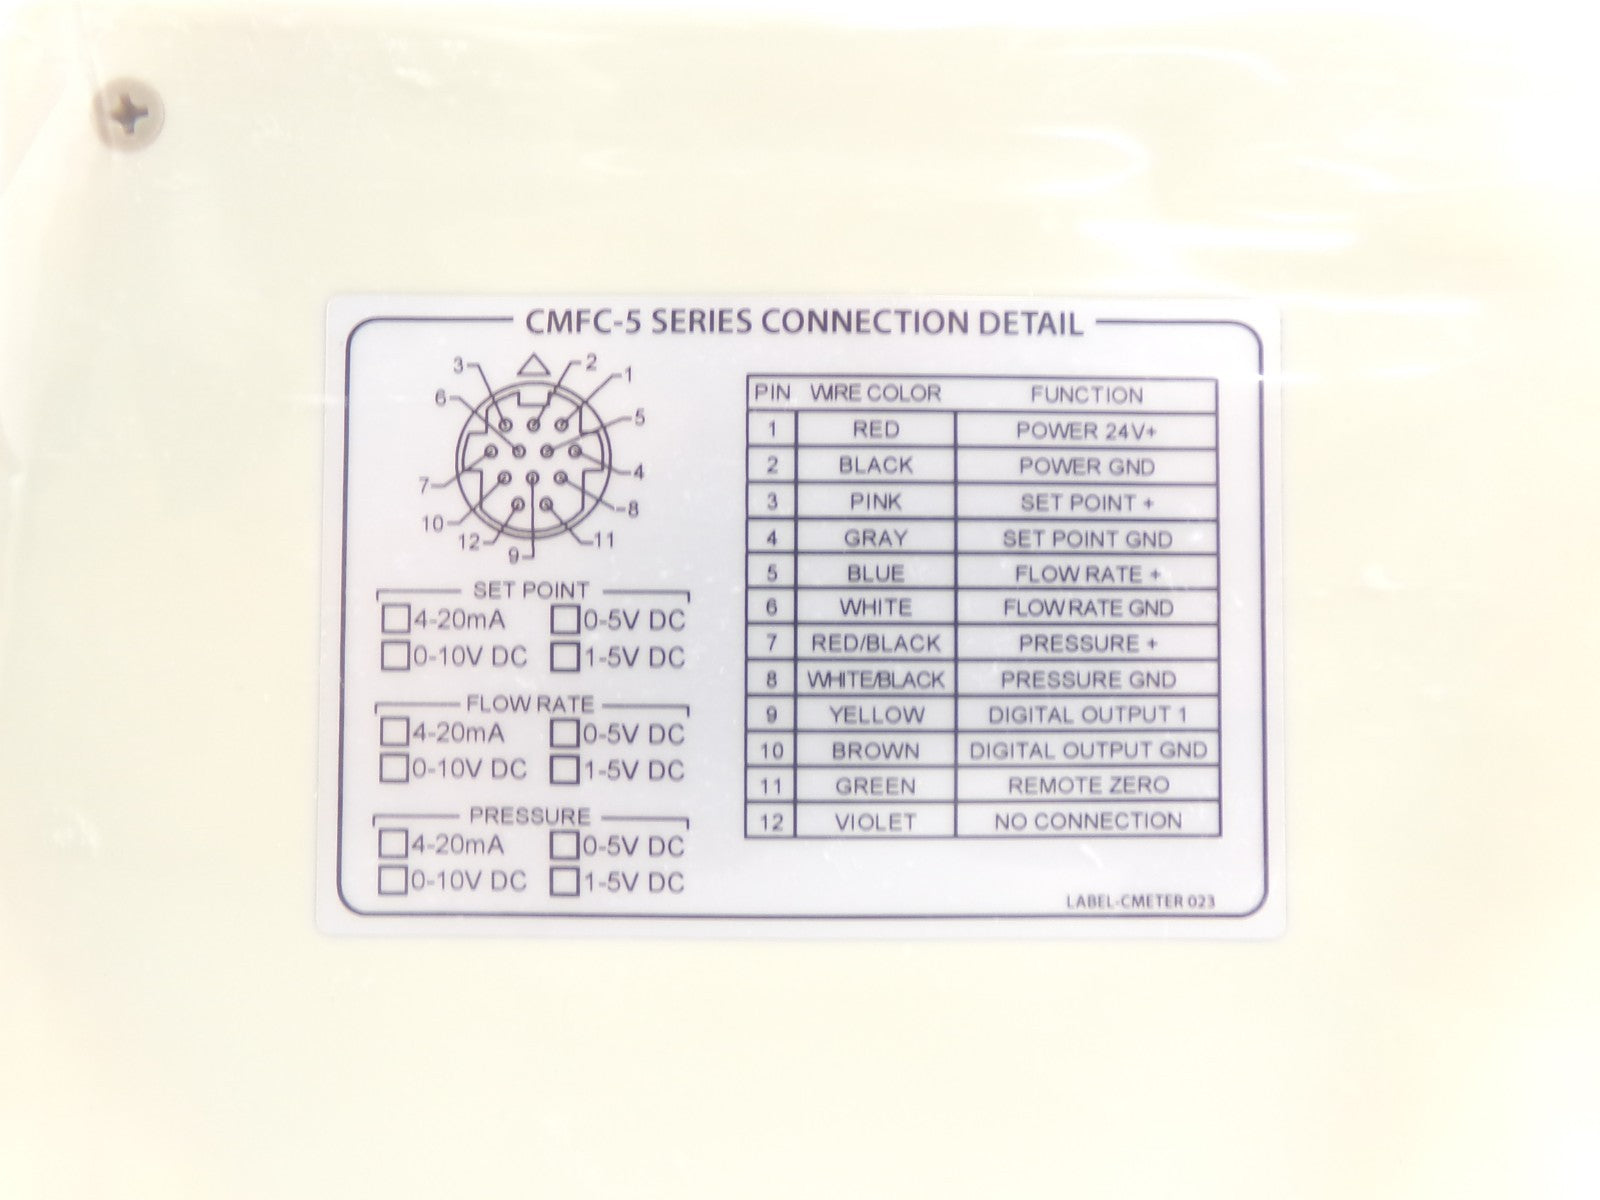 CMFC-5 SERIES CONNECTION DETAIL
3 2
1
6
5
7 4
10 8
12 11
9
SET POINT
4-20mA 0-5V DC
0-10V DC 1-5V DC
FLOW RATE
4-20mA 0-5V DC
0-10V DC 1-5V DC
PRESSURE
4-20mA 0-5V DC
0-10V DC 1-5V DC
PIN WIRE COLOR FUNCTION
1 RED POWER 24V+
2 BLACK POWER GND
3 PINK SET POINT +
4 GRAY SET POINT GND
5 BLUE FLOW RATE +
6 WHITE FLOW RATE GND
7 RED/BLACK PRESSURE +
8 WHITE/BLACK PRESSURE GND
9 YELLOW DIGITAL OUTPUT 1
10 BROWN DIGITAL OUTPUT GND
11 GREEN REMOTE ZERO
12 VIOLET NO CONNECTION
LABEL-CMETER 023